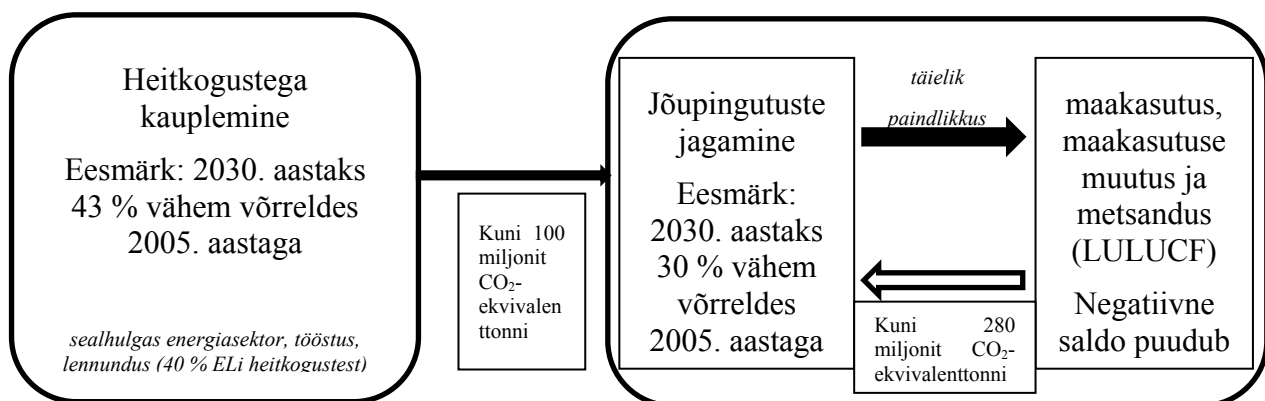 Heitkogustega
kauplemine
Eesmärk: 2030. aastaks
43 % vähem võrreldes
2005. aastaga
sealhulgas energiasektor, tööstus,
lennundus (40 % ELi heitkogustest)
Kuni 100
miljonit
CO₂-
ekvivalen
ttonni
Jõupingutuste
jagamine
Eesmärk:
2030. aastaks
30 % vähem
võrreldes
2005. aastaga
täielik
paindlikkus
Kuni 280
miljonit CO₂-
ekvivalenttonni
maakasutus,
maakasutuse
muutus ja
metsandus
(LULUCF)
Negatiivne
saldo puudub